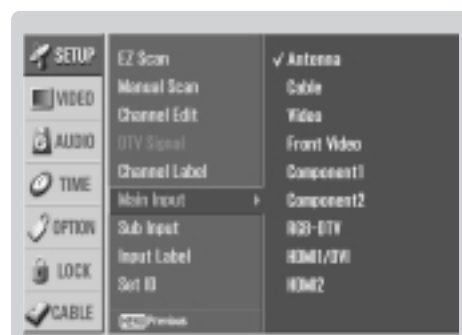 SETUP
VIDEO
AUDIO
TIME
OPTION
LOCK
CABLE
EZ Scan
Manual Scan
Channel Edit
DTV Signal
Channel Label
Main Input
Sub Input
Input Label
Set ID
MENU Previous
✓ Antenna
Cable
Video
Front Video
Component1
Component2
RGB-DTV
HDMI1/DVI
HDMI2